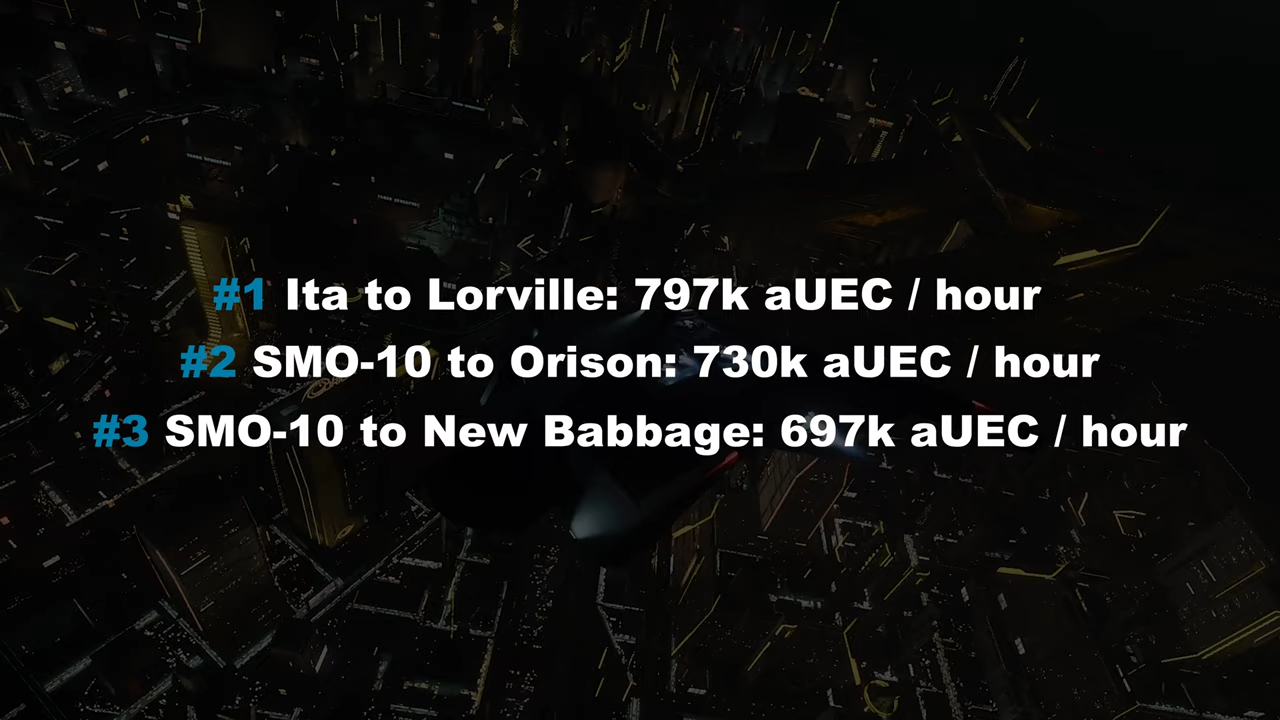 #1 Ita to Lorville: 797k aUEC / hour
#2 SMO-10 to Orison: 730k aUEC / hour
#3 SMO-10 to New Babbage: 697k aUEC / hour